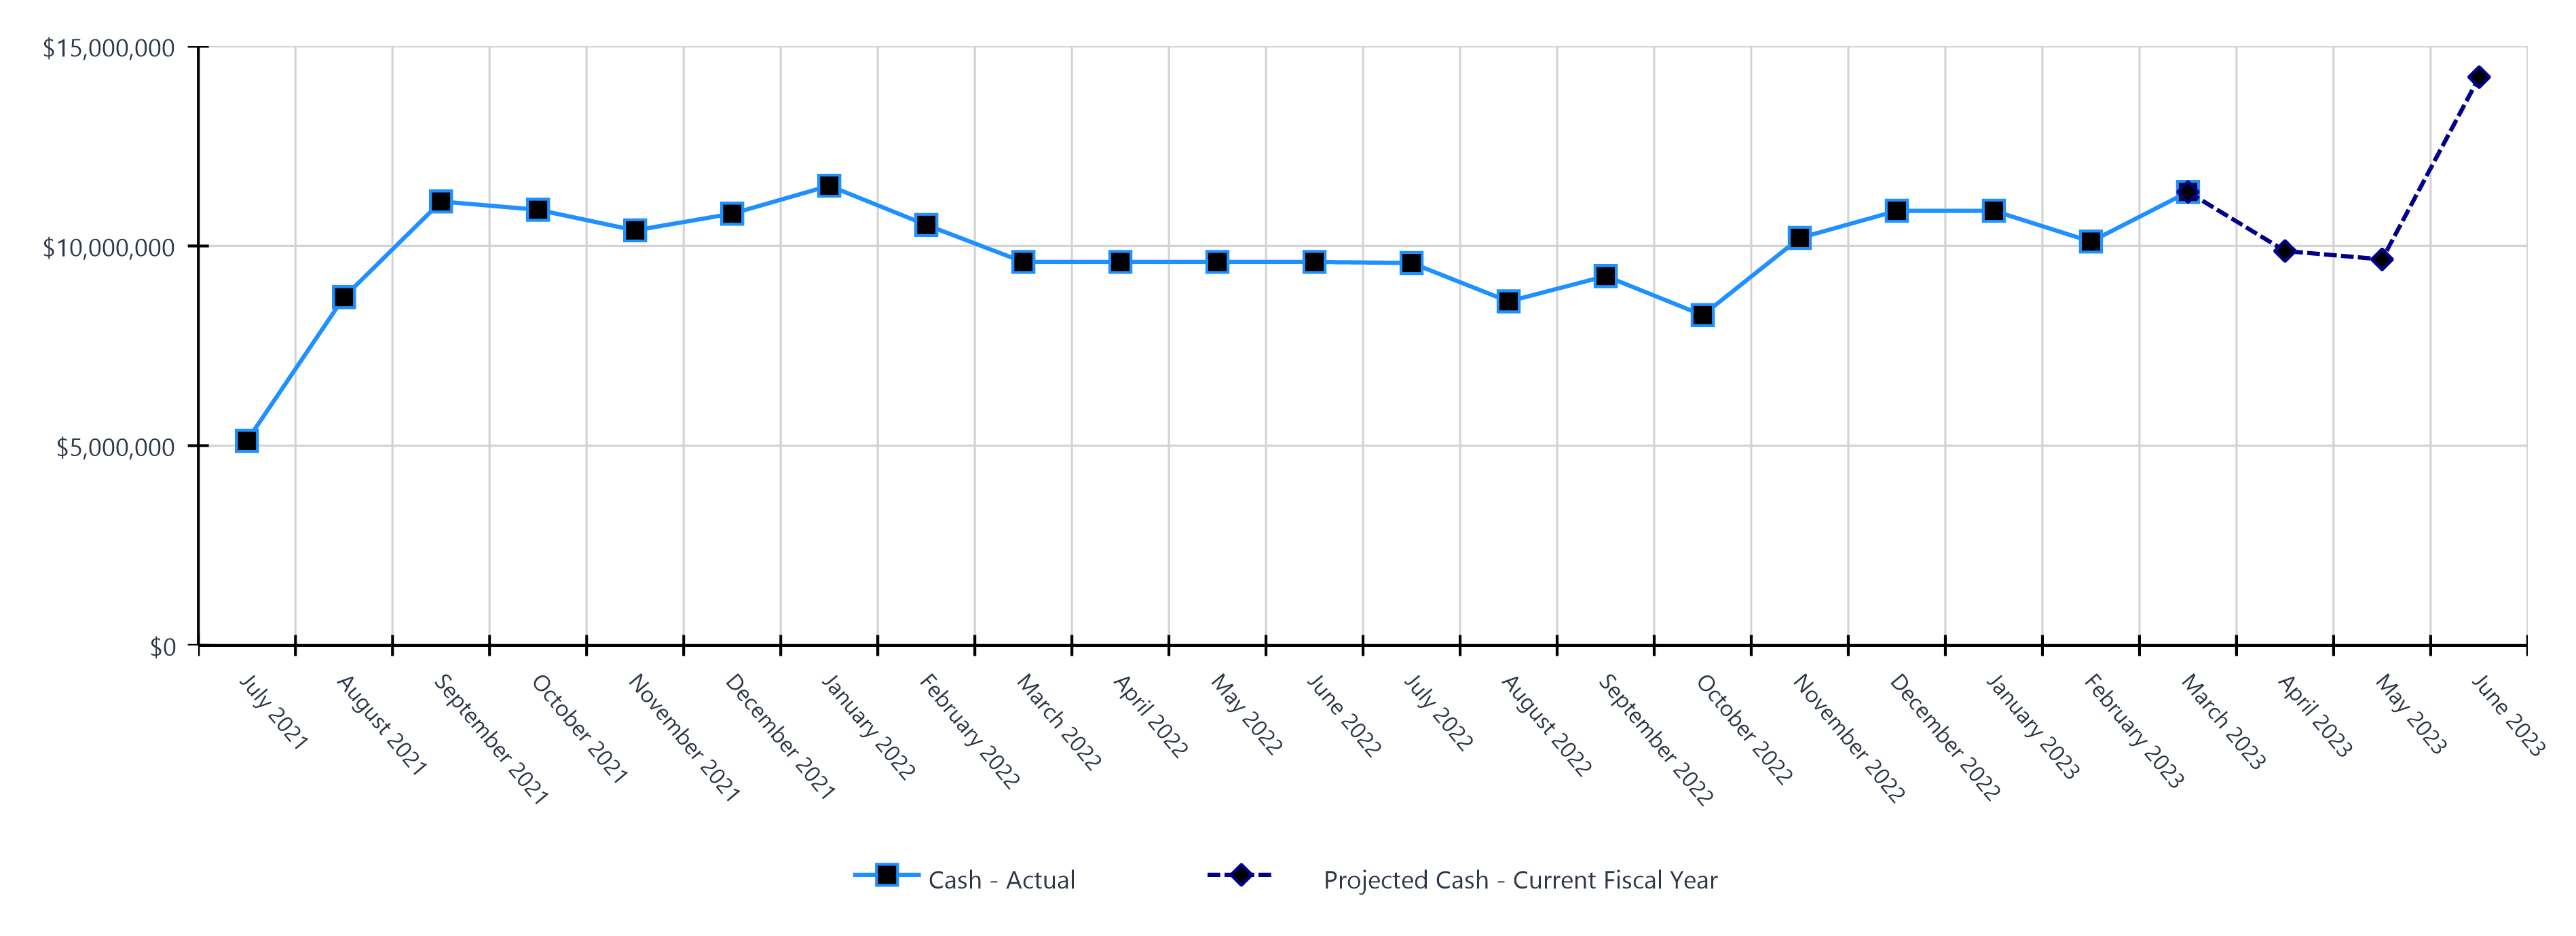 $15,000,000
$10,000,000
$5,000,000
$0
July 2021
August 2021
September 2021
October 2021
November 2021
December 2021
January 2022
February 2022
March 2022
April 2022
May 2022
June 2022
July 2022
August 2022
September 2022
October 2022
November 2022
December 2022
January 2023
February 2023
March 2023
April 2023
May 2023
June 2023
Cash - Actual
Projected Cash - Current Fiscal Year